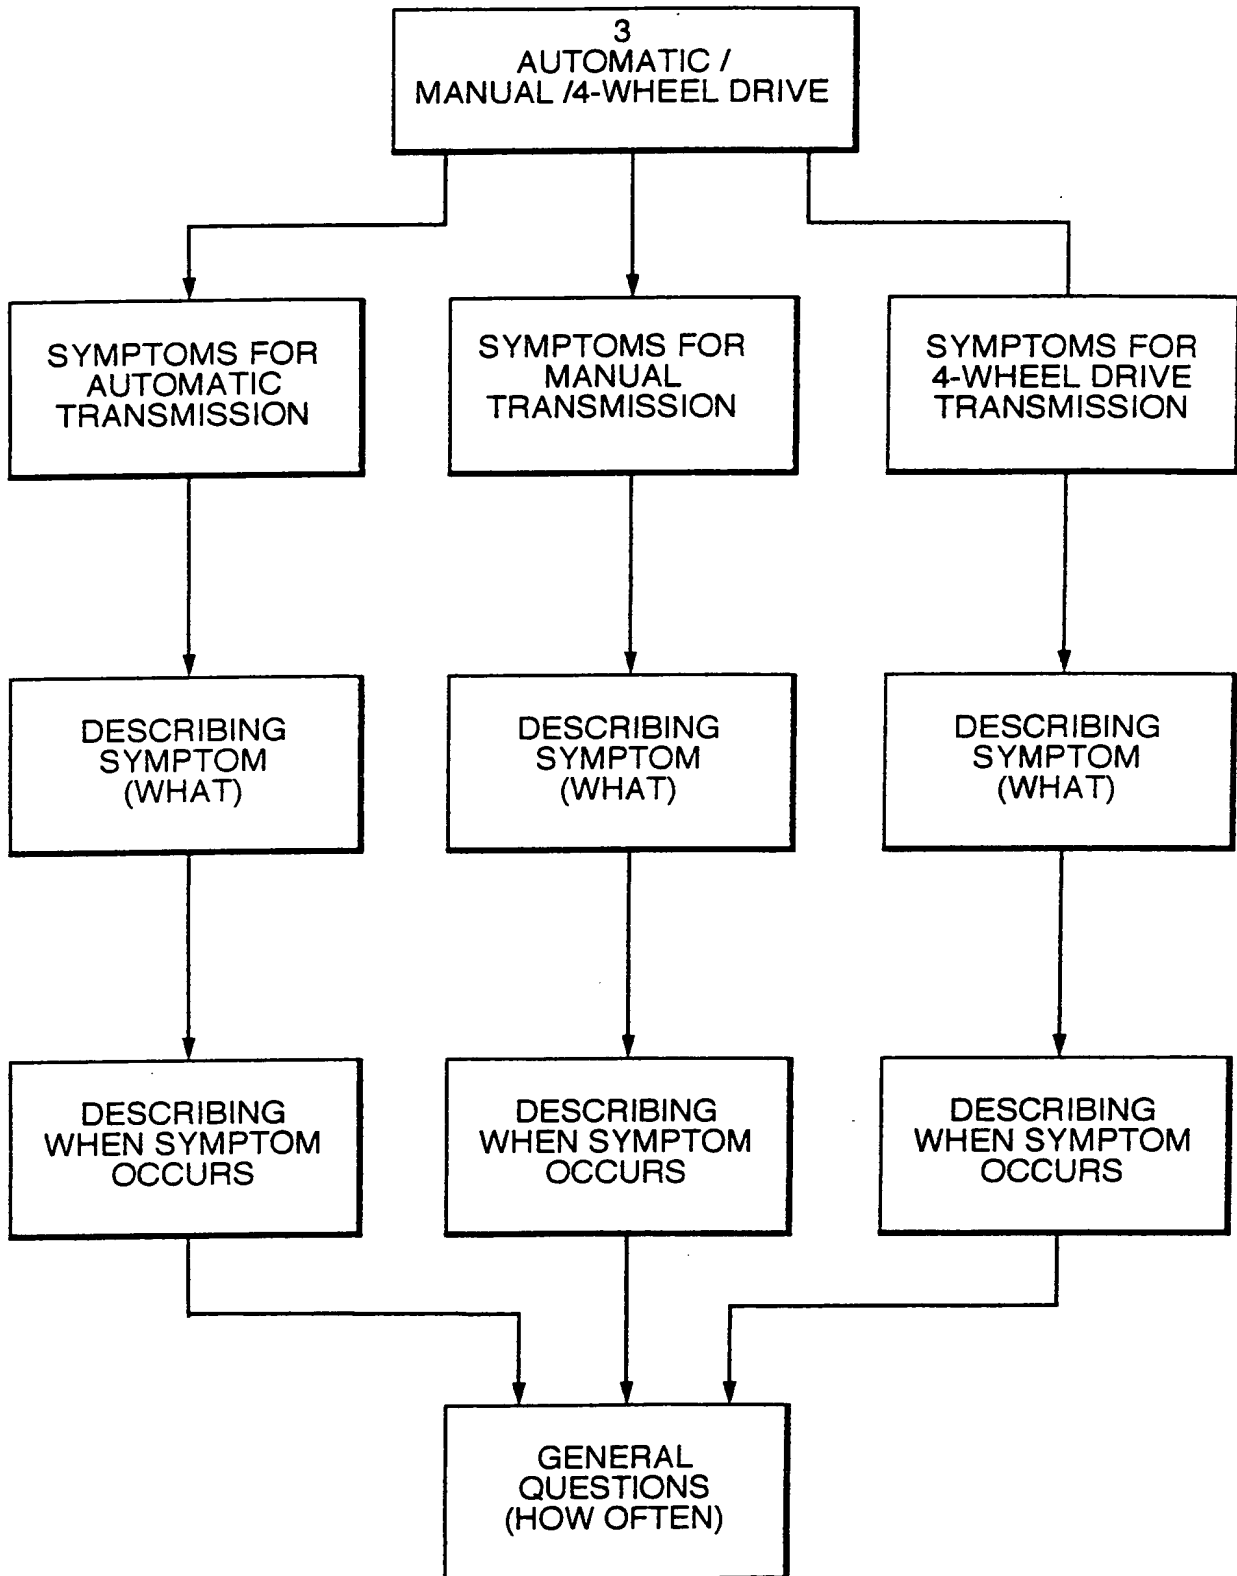 3
AUTOMATIC /
MANUAL /4-WHEEL DRIVE
SYMPTOMS FOR
AUTOMATIC
TRANSMISSION
SYMPTOMS FOR
MANUAL
TRANSMISSION
SYMPTOMS FOR
4-WHEEL DRIVE
TRANSMISSION
DESCRIBING
SYMPTOM
(WHAT)
DESCRIBING
SYMPTOM
(WHAT)
DESCRIBING
SYMPTOM
(WHAT)
DESCRIBING
WHEN SYMPTOM
OCCURS
DESCRIBING
WHEN SYMPTOM
OCCURS
DESCRIBING
WHEN SYMPTOM
OCCURS
GENERAL
QUESTIONS
(HOW OFTEN)